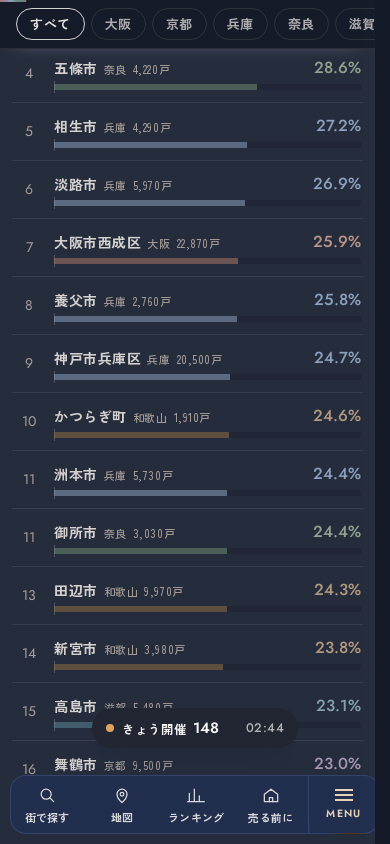 すべて 大阪 京都 兵庫 奈良 滋賀
4 五條市 奈良 4,220戸 28.6%
5 相生市 兵庫 4,290戸 27.2%
6 淡路市 兵庫 5,970戸 26.9%
7 大阪市西成区 大阪 22,870戸 25.9%
8 養父市 兵庫 2,760戸 25.8%
9 神戸市兵庫区 兵庫 20,500戸 24.7%
10 かつらぎ町 和歌山 1,910戸 24.6%
11 洲本市 兵庫 5,730戸 24.4%
11 御所市 奈良 3,030戸 24.4%
13 田辺市 和歌山 9,970戸 24.3%
14 新宮市 和歌山 3,980戸 23.8%
15 高島市 滋賀 5,480戸 23.1%
きょう開催 148 02:44
16 舞鶴市 京都 9,500戸 23.0%
街で探す 地図 ランキング 売る前に MENU